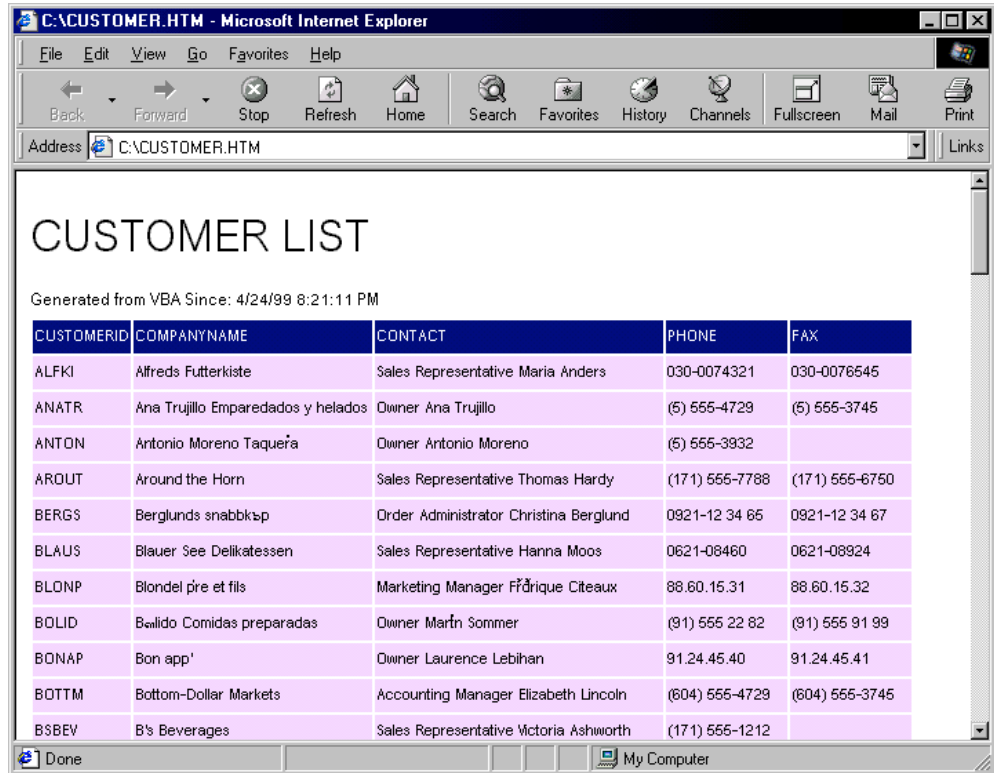 C:\CUSTOMER.HTM - Microsoft Internet Explorer
File Edit View Go Favorites Help
Back Forward Stop Refresh Home Search Favorites History Channels Fullscreen Mail Print
Address C:\CUSTOMER.HTM Links
CUSTOMER LIST
Generated from VBA Since: 4/24/99 8:21:11 PM
CUSTOMERID COMPANYNAME CONTACT PHONE FAX
ALFKI Alfreds Futterkiste Sales Representative Maria Anders 030-0074321 030-0076545
ANATR Ana Trujillo Emparedados y helados Owner Ana Trujillo (5) 555-4729 (5) 555-3745
ANTON Antonio Moreno Owner Antonio Moreno (5) 555-3932
AROUT Around the Horn Sales Representative Thomas Hardy (171) 555-7788 (171) 555-6750
BERGS Berglunds snabbkъp Order Administrator Christina Berglund 0921-12 34 65 0921-12 34 67
BLAUS Blauer See Delikatessen Sales Representative Hanna Moos 0621-08460 0621-08924
BLONP Blondel et fils Marketing Manager Citeaux 88.60.15.31 88.60.15.32
BOLID Comidas preparadas Owner Sommer (91) 555 22 82 (91) 555 91 99
BONAP Bon app' Owner Laurence Lebihan 91.24.45.40 91.24.45.41
BOTTM Bottom-Dollar Markets Accounting Manager Elizabeth Lincoln (604) 555-4729 (604) 555-3745
BSBEV B's Beverages Sales Representative Victoria Ashworth (171) 555-1212
Done My Computer